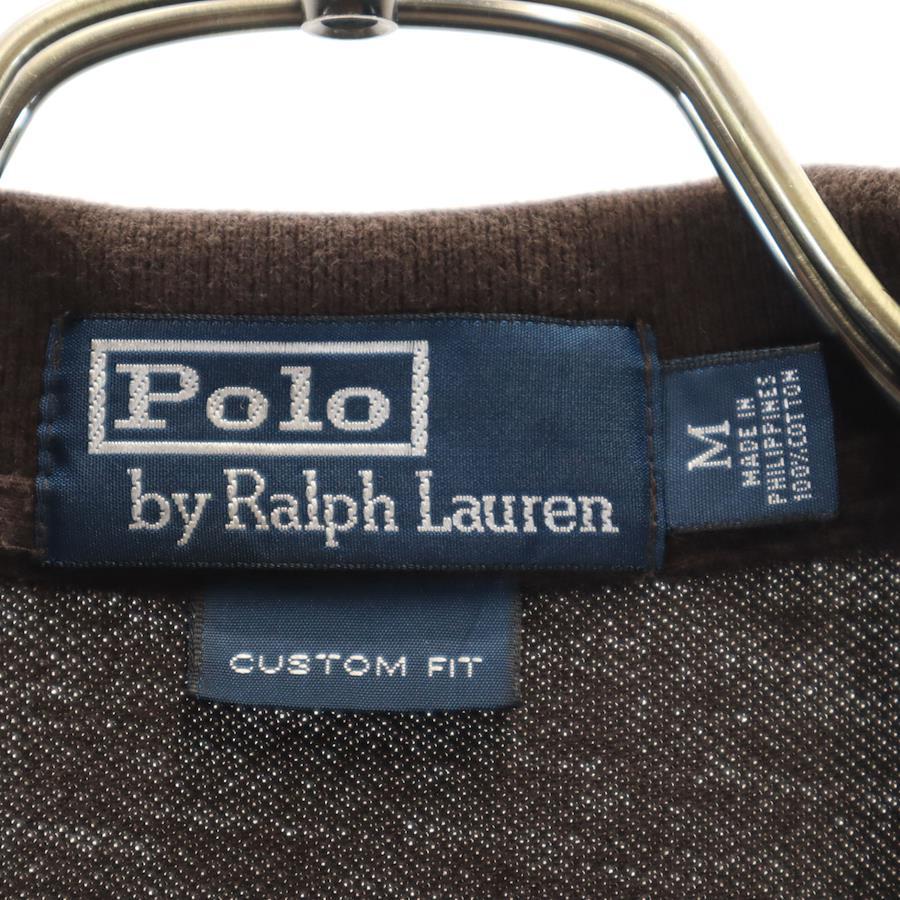 Polo
by Ralph Lauren
M
MADE IN
PHILIPPINES
100%COTTON
CUSTOM FIT